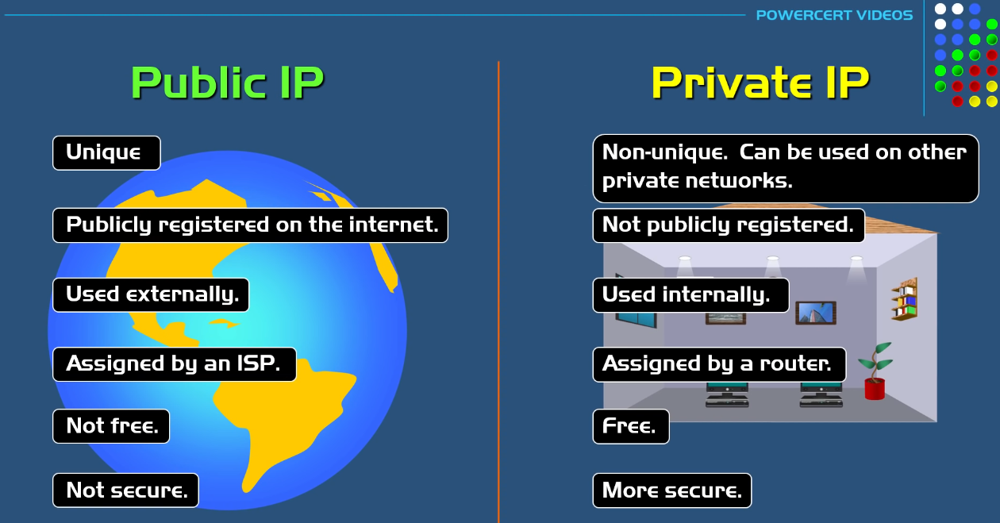 POWERCERT VIDEOS
Public IP
Unique
Publicly registered on the internet.
Used externally.
Assigned by an ISP.
Not free.
Not secure.
Private IP
Non-unique. Can be used on other
private networks.
Not publicly registered.
Used internally.
Assigned by a router.
Free.
More secure.